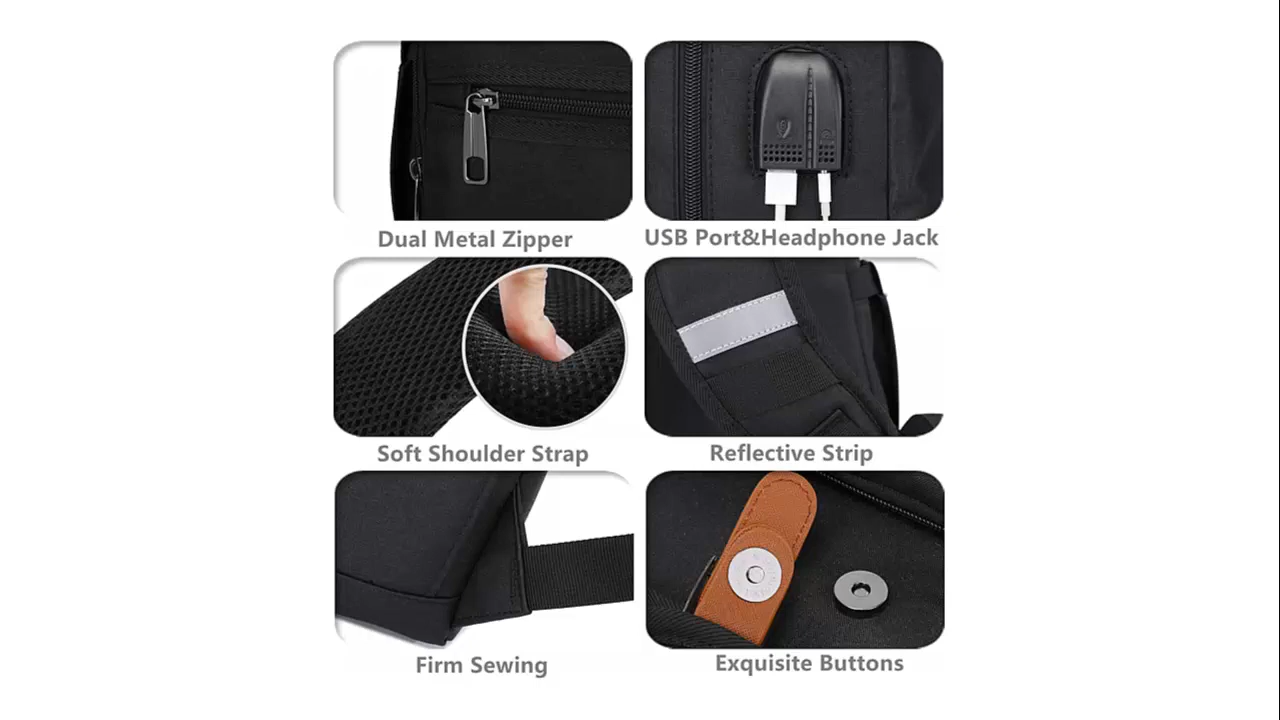 Dual Metal Zipper
USB Port&Headphone Jack
Soft Shoulder Strap
Reflective Strip
Firm Sewing
Exquisite Buttons